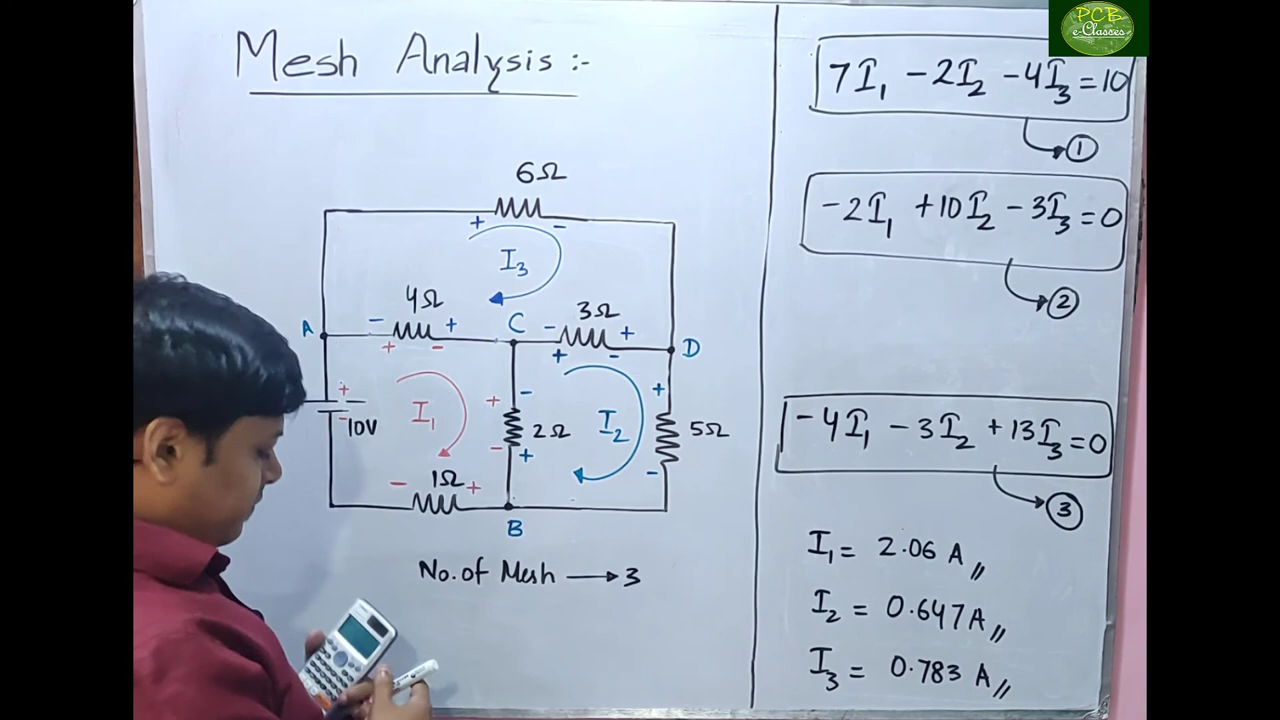 PCB
e-Classes
Mesh Analysis :-
6Ω
+ -
I₃
4Ω
3Ω
- + C - +
A
+ - + -
D
+
-
10V
I₁
+ -
- +
2Ω
I₂
+
-
5Ω
1Ω
- +
B
No. of Mesh → 3
7I₁ - 2I₂ - 4I₃ = 10
1
-2I₁ + 10I₂ - 3I₃ = 0
2
-4I₁ - 3I₂ + 13I₃ = 0
3
I₁ = 2.06 A,,
I₂ = 0.647 A,,
I₃ = 0.783 A,,